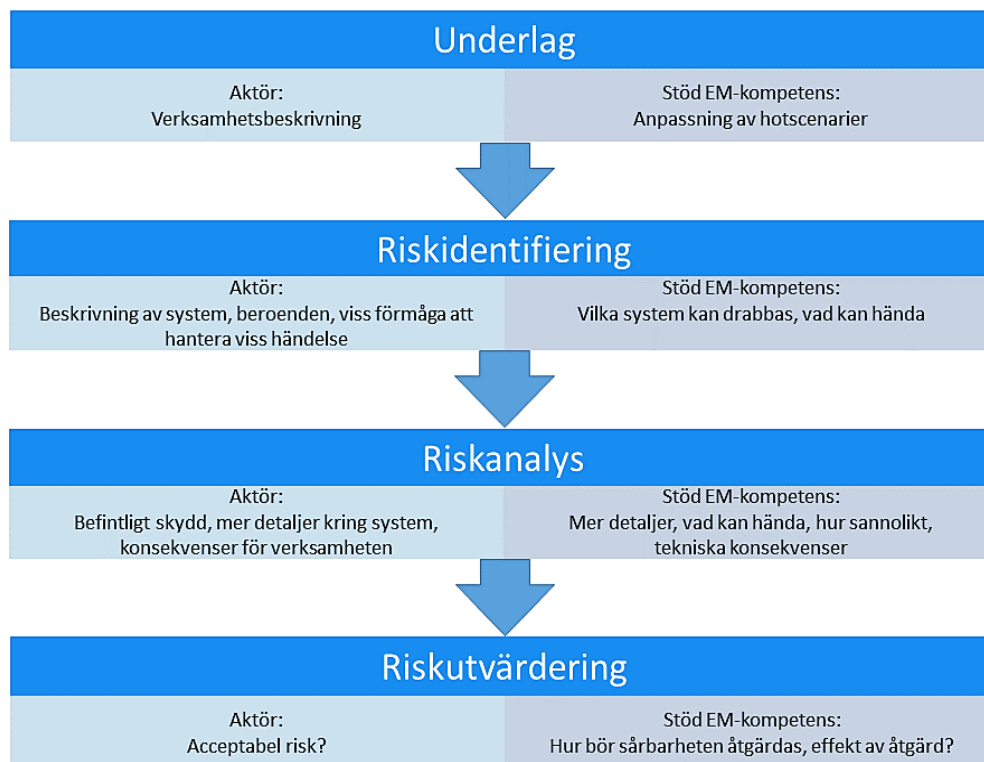 Underlag
Aktör:
Verksamhetsbeskrivning
Stöd EM-kompetens:
Anpassning av hotscenarier
Riskidentifiering
Aktör:
Beskrivning av system, beroenden, viss förmåga att
hantera viss händelse
Stöd EM-kompetens:
Vilka system kan drabbas, vad kan hända
Riskanalys
Aktör:
Befintligt skydd, mer detaljer kring system,
konsekvenser för verksamheten
Stöd EM-kompetens:
Mer detaljer, vad kan hända, hur sannolikt,
tekniska konsekvenser
Riskutvärdering
Aktör:
Acceptabel risk?
Stöd EM-kompetens:
Hur bör sårbarheten åtgärdas, effekt av åtgärd?